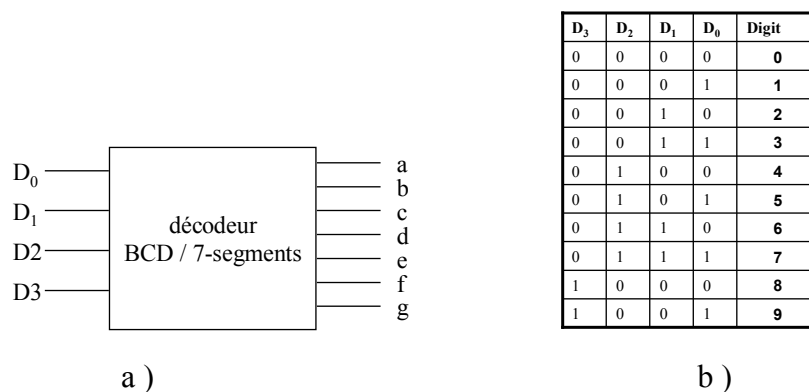 D0
D1
D2
D3
décodeur
BCD / 7-segments
a
b
c
d
e
f
g
a )
D3 D2 D1 D0 Digit
0 0 0 0 0
0 0 0 1 1
0 0 1 0 2
0 0 1 1 3
0 1 0 0 4
0 1 0 1 5
0 1 1 0 6
0 1 1 1 7
1 0 0 0 8
1 0 0 1 9
b )